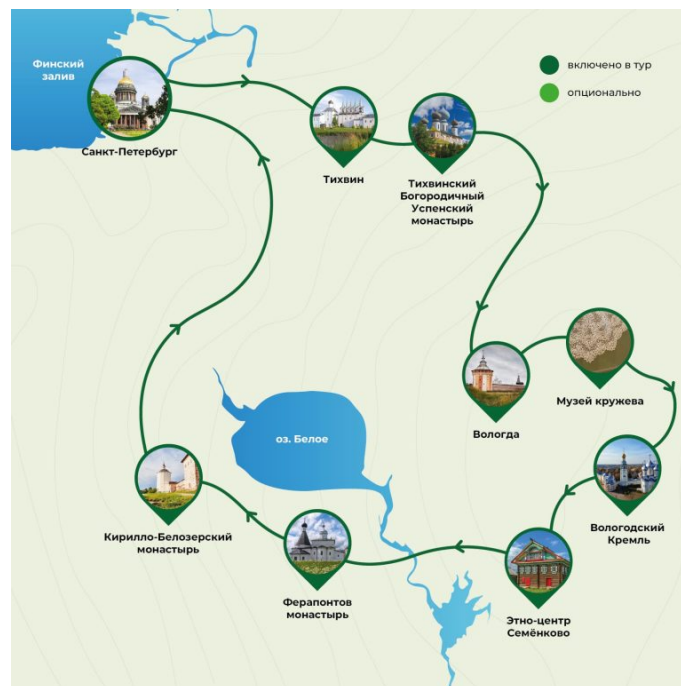 Финский
залив
включено в тур
опционально
Санкт-Петербург
Тихвин
Тихвинский
Богородичный
Успенский
монастырь
Музей кружева
Вологда
оз. Белое
Вологодский
Кремль
Кирилло-Белозерский
монастырь
Ферапонтов
монастырь
Этно-центр
Семёнково